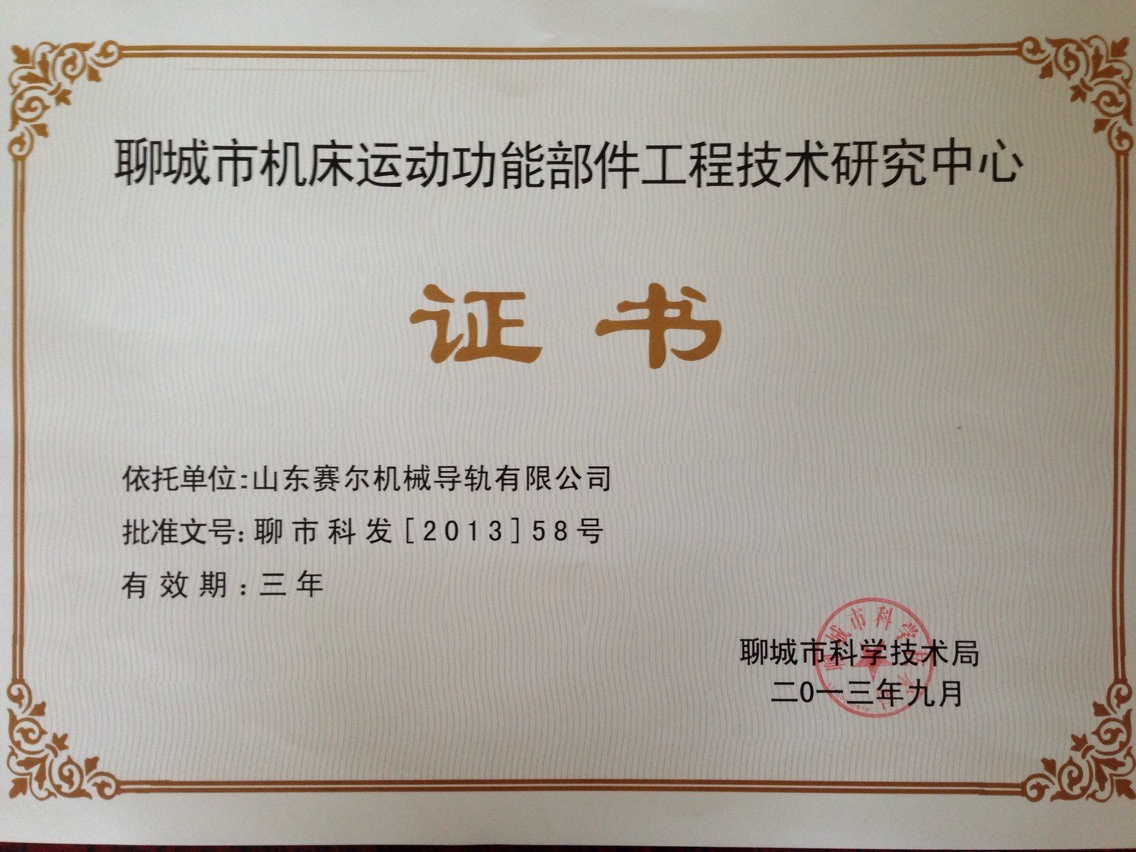 聊城市机床运动功能部件工程技术研究中心
证书
依托单位:山东赛尔机械导轨有限公司
批准文号:聊市科发[2013]58号
有效期:三年
聊城市科学技术局
二0一三年九月